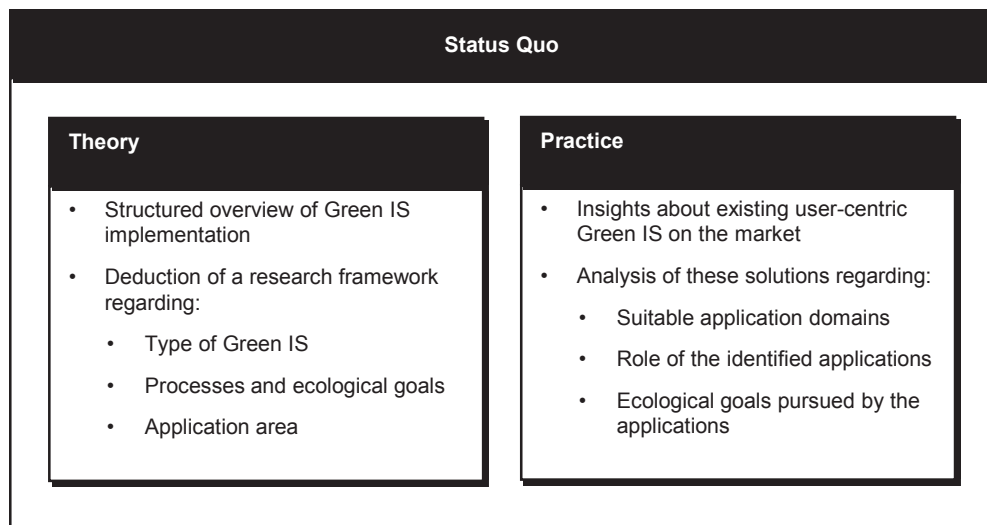 Status Quo
Theory
• Structured overview of Green IS
implementation
• Deduction of a research framework
regarding:
• Type of Green IS
• Processes and ecological goals
• Application area
Practice
• Insights about existing user-centric
Green IS on the market
• Analysis of these solutions regarding:
• Suitable application domains
• Role of the identified applications
• Ecological goals pursued by the
applications